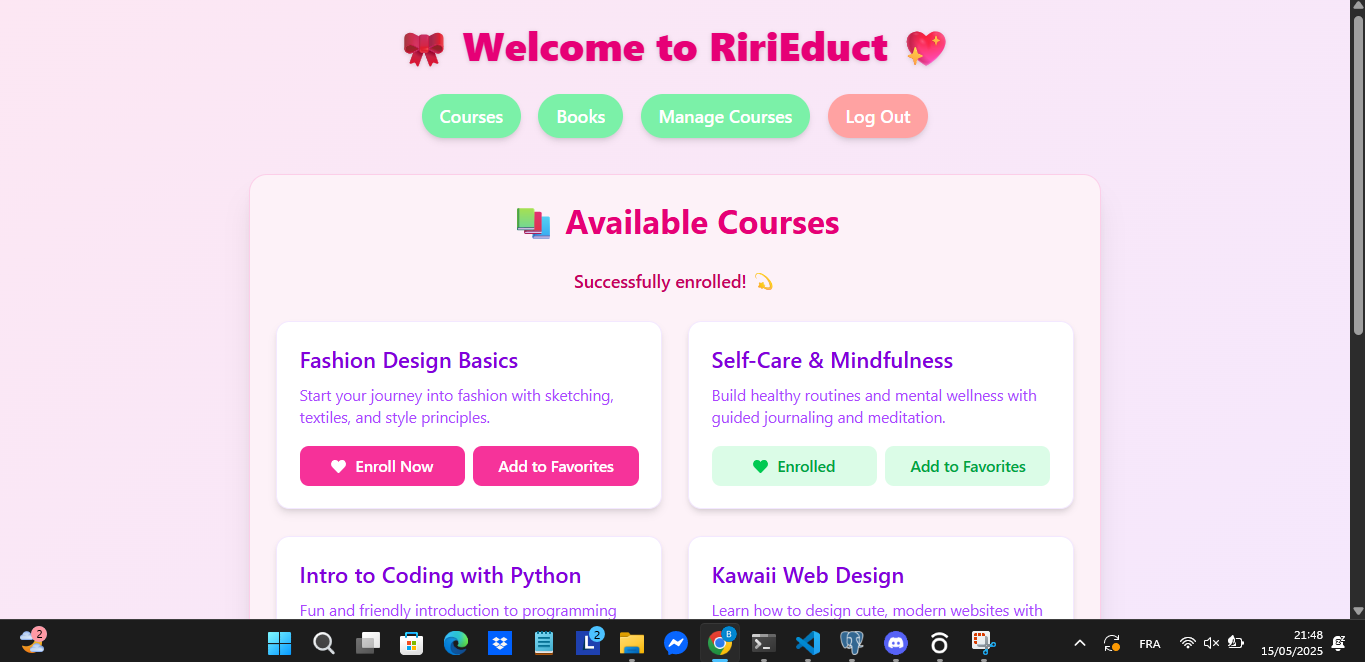 Welcome to RiriEduct
Courses Books Manage Courses Log Out
Available Courses
Successfully enrolled!
Fashion Design Basics
Start your journey into fashion with sketching,
textiles, and style principles.
Enroll Now Add to Favorites
Self-Care & Mindfulness
Build healthy routines and mental wellness with
guided journaling and meditation.
Enrolled Add to Favorites
Intro to Coding with Python
Fun and friendly introduction to programming
Kawaii Web Design
Learn how to design cute, modern websites with
2
L 2
8
FRA
21:48
15/05/2025